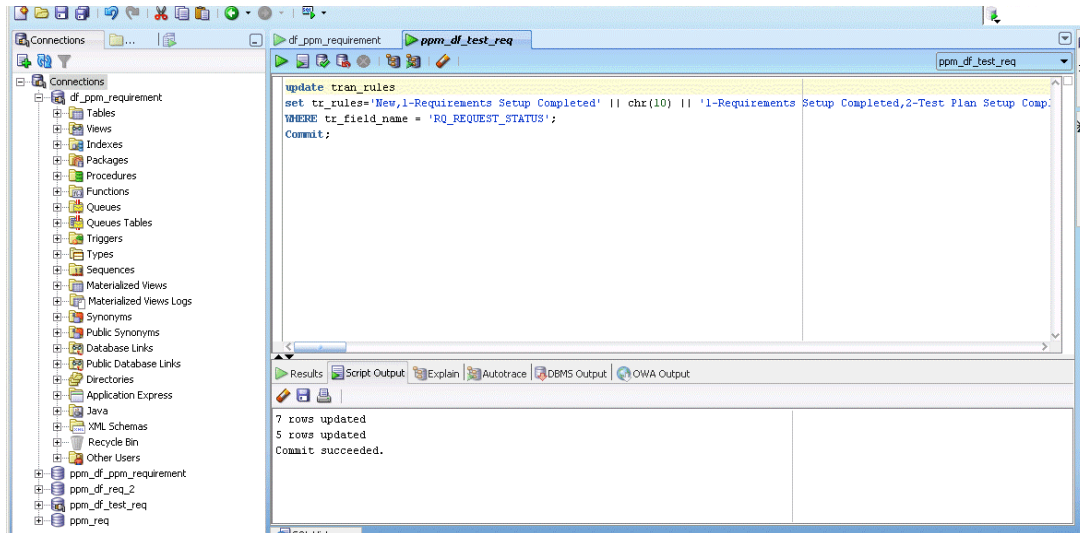 Connections
...
df_ppm_requirement
ppm_df_test_req
ppm_df_test_req
Connections
df_ppm_requirement
Tables
Views
Indexes
Packages
Procedures
Functions
Queues
Queues Tables
Triggers
Types
Sequences
Materialized Views
Materialized Views Logs
Synonyms
Public Synonyms
Database Links
Public Database Links
Directories
Application Express
Java
XML Schemas
Recycle Bin
Other Users
ppm_df_ppm_requirement
ppm_df_req_2
ppm_df_test_req
ppm_req
update tran_rules
set tr_rules='New,1-Requirements Setup Completed' || chr(10) || '1-Requirements Setup Completed,2-Test Plan Setup Compl
WHERE tr_field_name = 'RQ_REQUEST_STATUS';
Commit;
Results Script Output Explain Autotrace DBMS Output OWA Output
7 rows updated
5 rows updated
Commit succeeded.